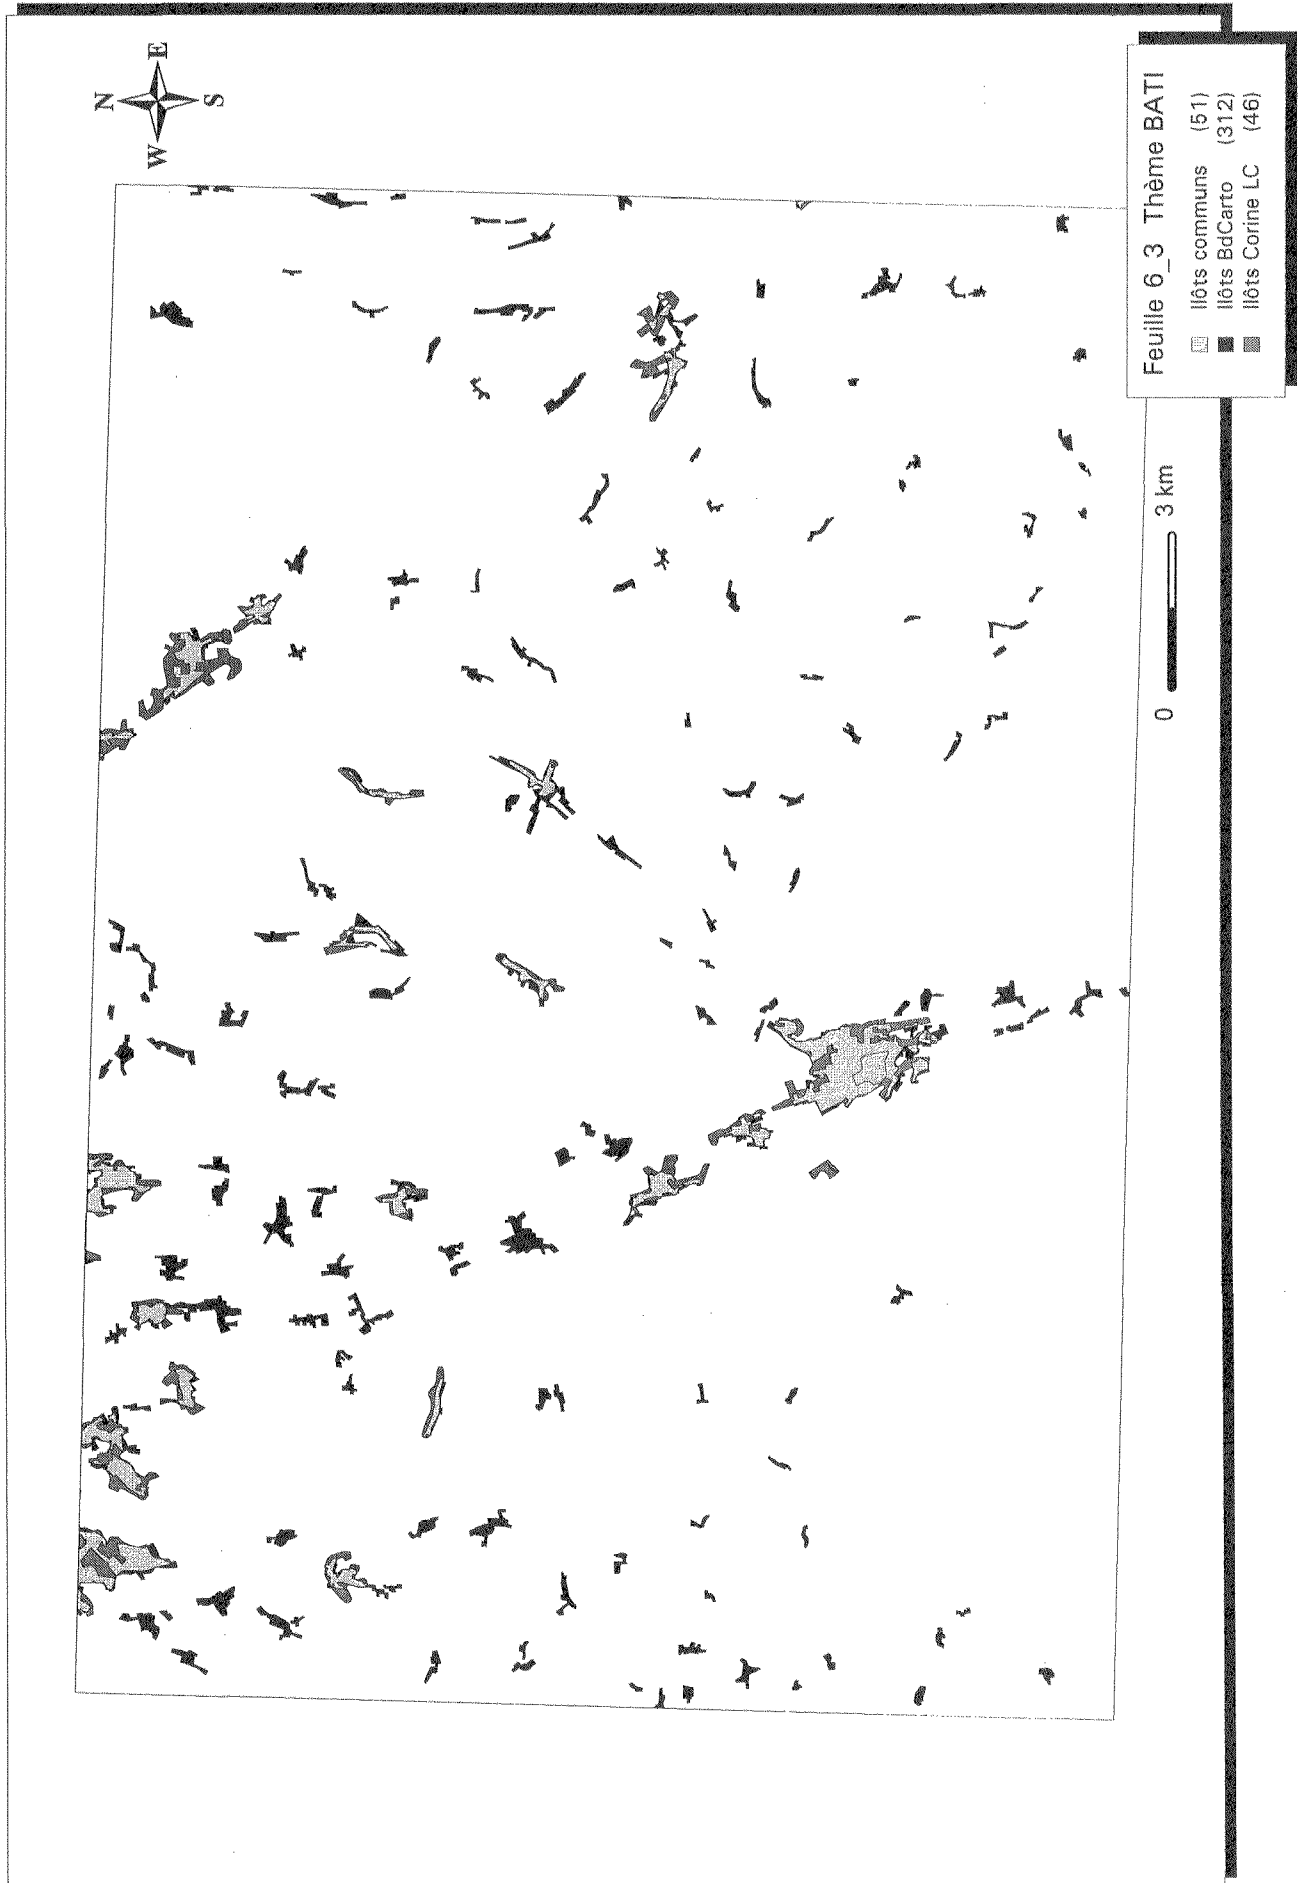 N
W E
S
Feuille 6_3 Thème BATI
Ilôts communs (51)
Ilôts BdCarto (312)
Ilôts Corine LC (46)
0 3 km